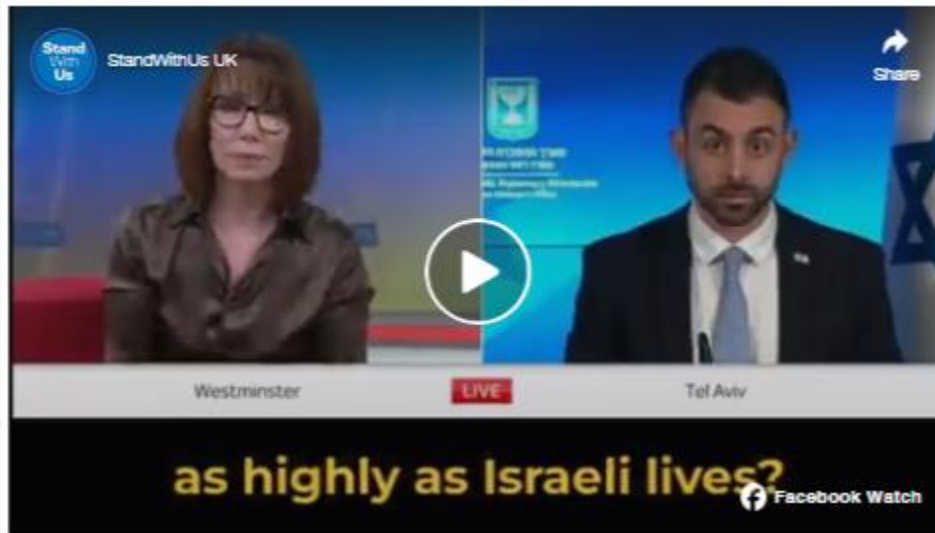 Stand
With
Us
StandWithUs UK
Share
Westminster
LIVE
Tel Aviv
as highly as Israeli lives?
Facebook Watch